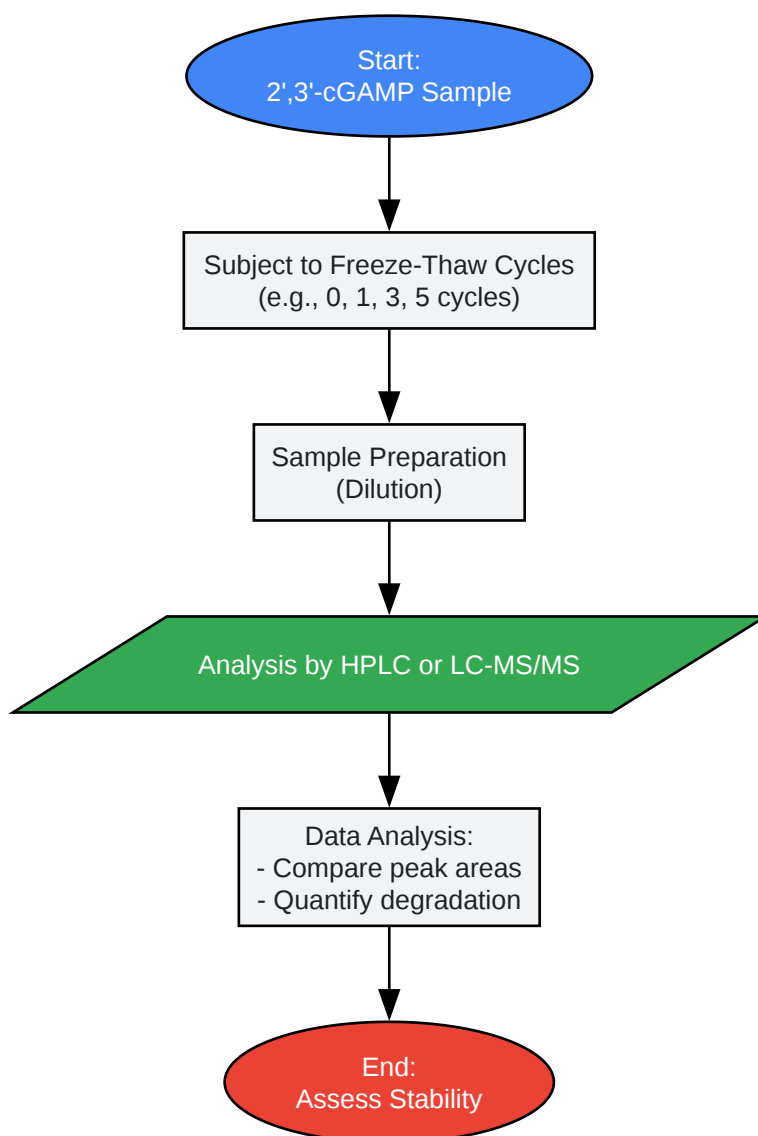 Start:
2',3'-cGAMP Sample
Subject to Freeze-Thaw Cycles
(e.g., 0, 1, 3, 5 cycles)
Sample Preparation
(Dilution)
Analysis by HPLC or LC-MS/MS
Data Analysis:
- Compare peak areas
- Quantify degradation
End:
Assess Stability